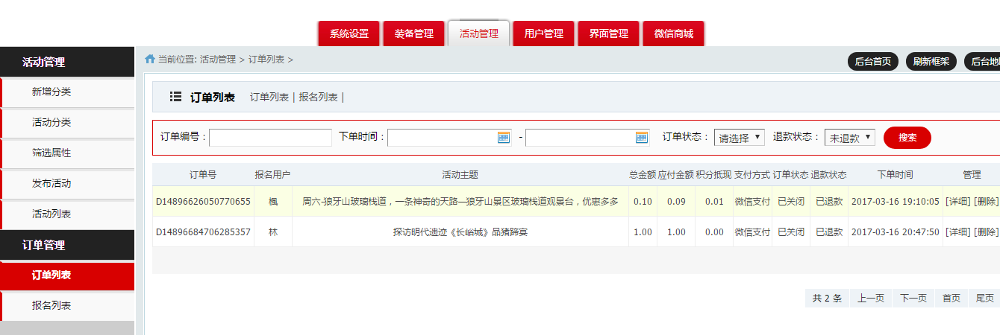 系统设置 装备管理 活动管理 用户管理 界面管理 微信商城
活动管理
新增分类
活动分类
筛选属性
发布活动
活动列表
订单管理
订单列表
报名列表
当前位置: 活动管理 > 订单列表 >
后台首页 刷新框架 后台地
订单列表 订单列表 | 报名列表 |
订单编号： 下单时间： - 订单状态： 请选择 退款状态： 未退款 搜索
订单号 报名用户 活动主题 总金额 应付金额 积分抵现 支付方式 订单状态 退款状态 下单时间 管理
D14896626050770655 楓 周六-狼牙山玻璃栈道，一条神奇的天路—狼牙山景区玻璃栈道观景台，优惠多多 0.10 0.09 0.01 微信支付 已关闭 已退款 2017-03-16 19:10:05 [详细] [删除]
D14896684706285357 林 探访明代遗迹《长峪城》品猪蹄宴 1.00 1.00 0.00 微信支付 已关闭 已退款 2017-03-16 20:47:50 [详细] [删除]
共 2 条 上一页 下一页 首页 尾页